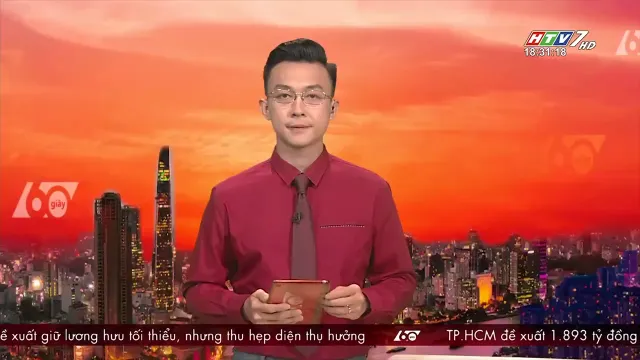 HTV7 HD
18:31:18
60
60
60 giây
ề xuất giữ lương hưu tối thiểu, nhưng thu hẹp diện thụ hưởng 60 TP.HCM đề xuất 1.893 tỷ đồng